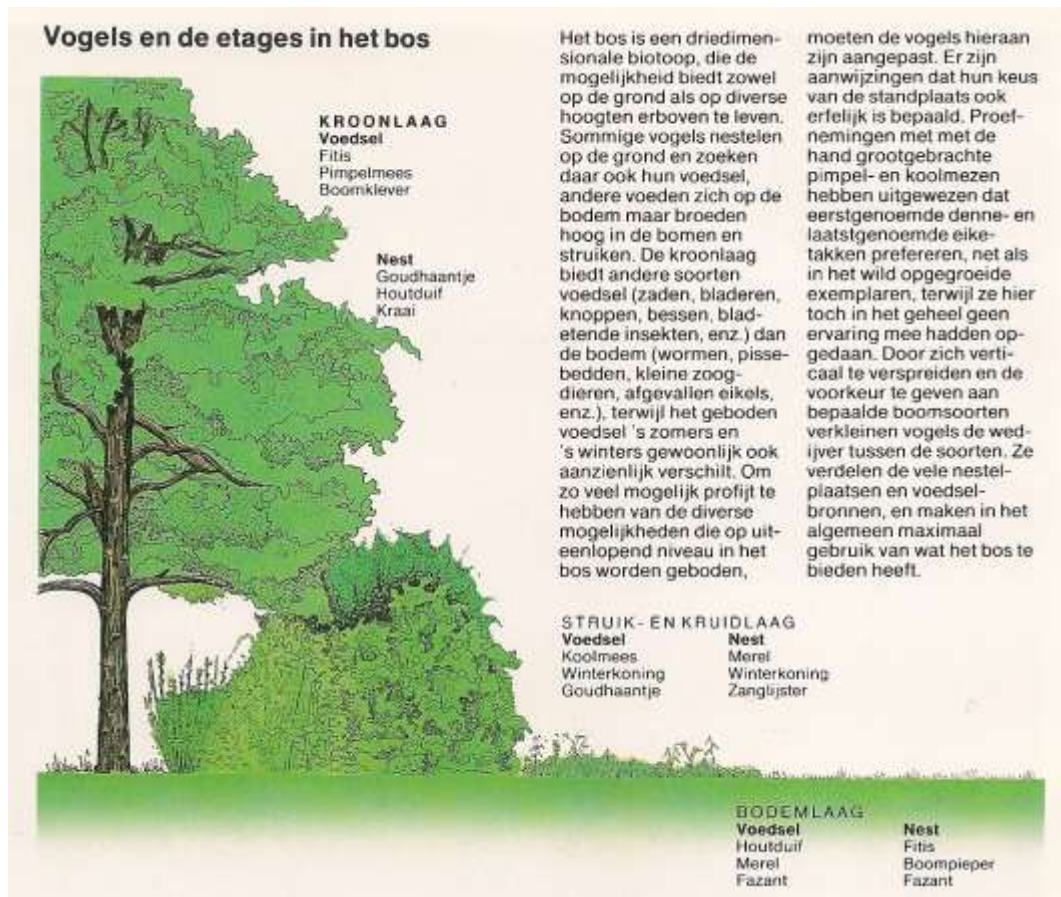 Vogels en de etages in het bos
KROONLAAG
Voedsel
Fitis
Pimpelmees
Boomklever
Nest
Goudhaantje
Houtduif
Kraai
Het bos is een driedimen-
sionale biotoop, die de
mogelijkheid biedt zowel
op de grond als op diverse
hoogten erboven te leven.
Sommige vogels nestelen
op de grond en zoeken
daar ook hun voedsel,
andere voeden zich op de
bodem maar broeden
hoog in de bomen en
struiken. De kroonlaag
biedt andere soorten
voedsel (zaden, bladeren,
knoppen, bessen, blad-
etende insekten, enz.) dan
de bodem (wormen, pisse-
bedden, kleine zoog-
dieren, afgevallen eikels,
enz.), terwijl het geboden
voedsel 's zomers en
's winters gewoonlijk ook
aanzienlijk verschilt. Om
zo veel mogelijk profijt te
hebben van de diverse
mogelijkheden die op uit-
eenlopend niveau in het
bos worden geboden,
moeten de vogels hieraan
zijn aangepast. Er zijn
aanwijzingen dat hun keus
van de standplaats ook
erfelijk is bepaald. Proef-
nemingen met met de
hand grootgebrachte
pimpel- en koolmezen
hebben uitgewezen dat
eerstgenoemde denne- en
laatstgenoemde eike-
takken prefereren, net als
in het wild opgegroeide
exemplaren, terwijl ze hier
toch in het geheel geen
ervaring mee hadden op-
gedaan. Door zich verti-
caal te verspreiden en de
voorkeur te geven aan
bepaalde boomsoorten
verkleinen vogels de wed-
ijver tussen de soorten. Ze
verdelen de vele nestel-
plaatsen en voedsel-
bronnen, en maken in het
algemeen maximaal
gebruik van wat het bos te
bieden heeft.
STRUIK- EN KRUIDLAAG
Voedsel
Koolmees
Winterkoning
Goudhaantje
Nest
Merel
Winterkoning
Zanglijster
BODEMLAAG
Voedsel
Houtduif
Merel
Fazant
Nest
Fitis
Boompieper
Fazant